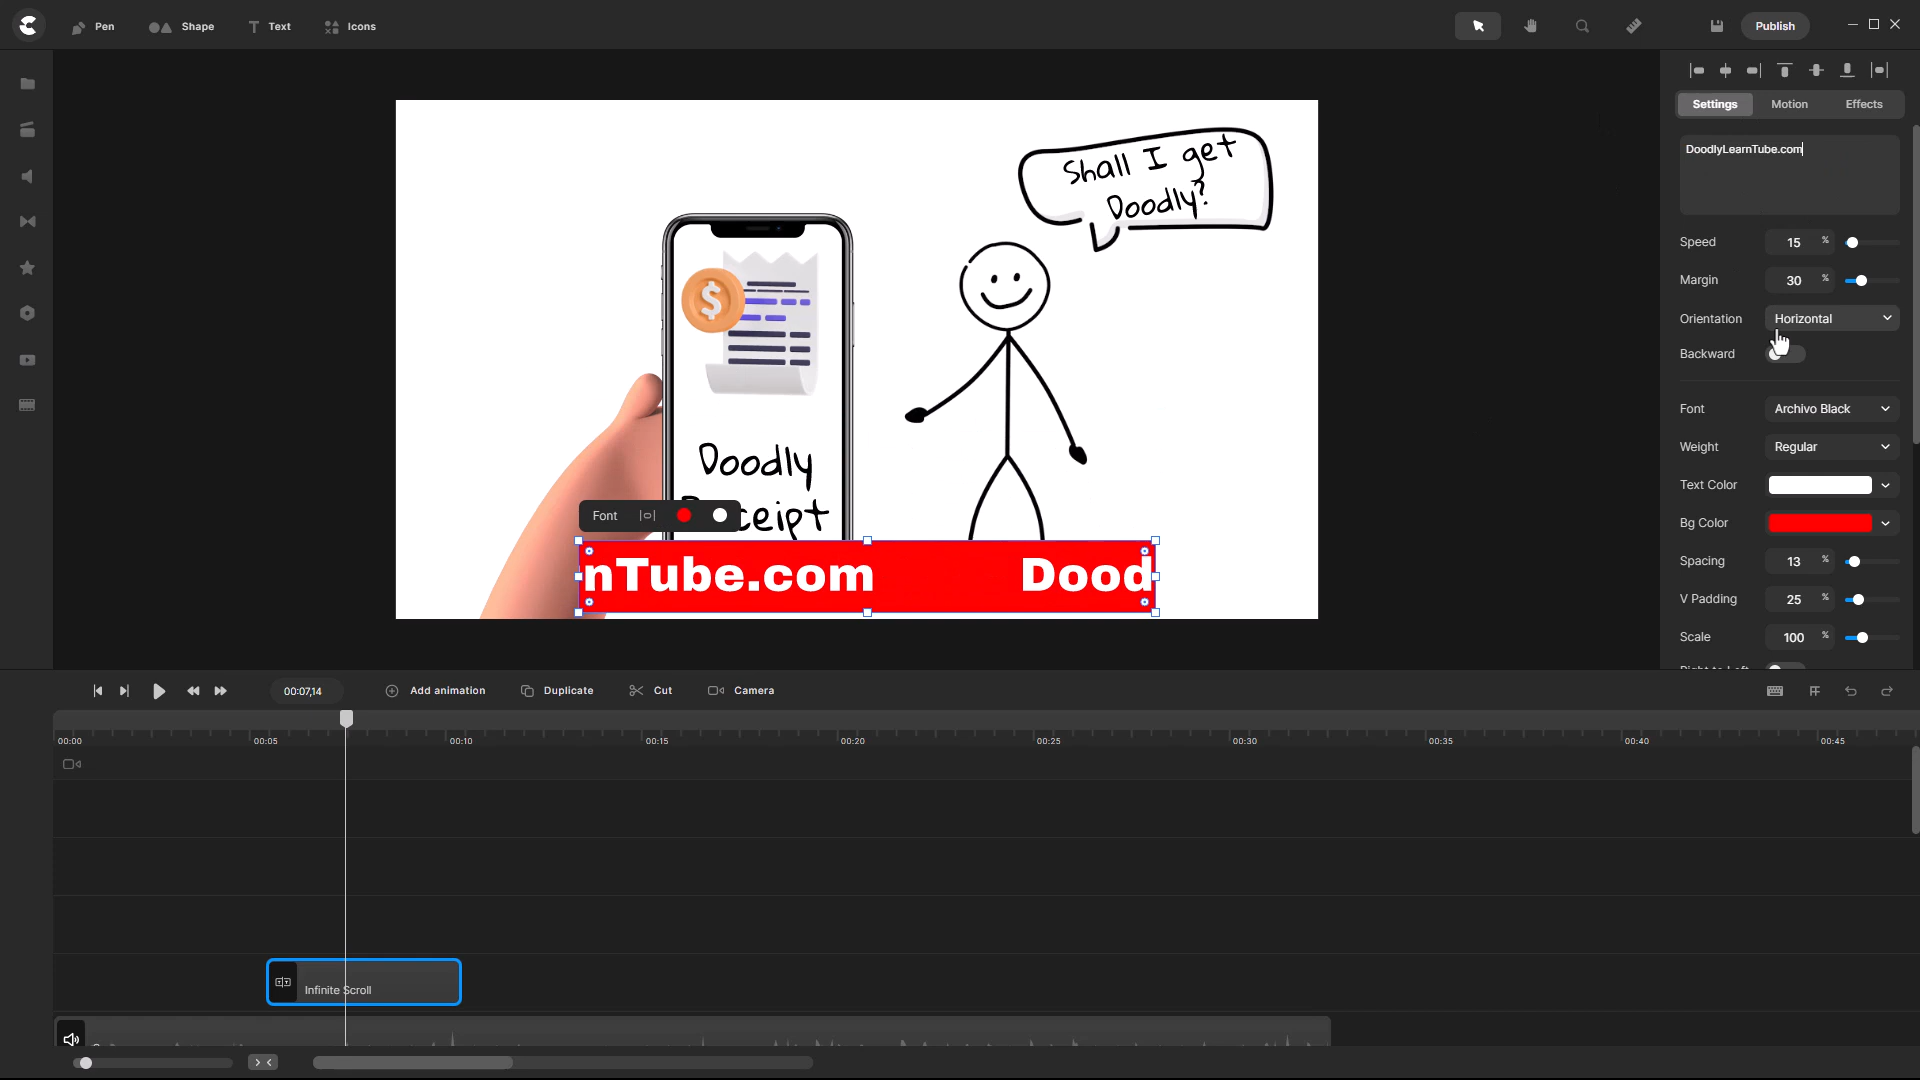 Pen Shape Text Icons Publish
Settings Motion Effects
DoodlyLearnTube.com
Shall I get
Doodly?
Speed 15 %
Margin 30 %
Orientation Horizontal
Backward
Font Archivo Black
Weight Regular
Text Color
Bg Color
Spacing 13 %
V Padding 25 %
Scale 100 %
Right to Left
$
Doodly
Font
nTube.com Dood
00:07,14 Add animation Duplicate Cut Camera
00:00 00:05 00:10 00:15 00:20 00:25 00:30 00:35 00:40 00:45
Infinite Scroll